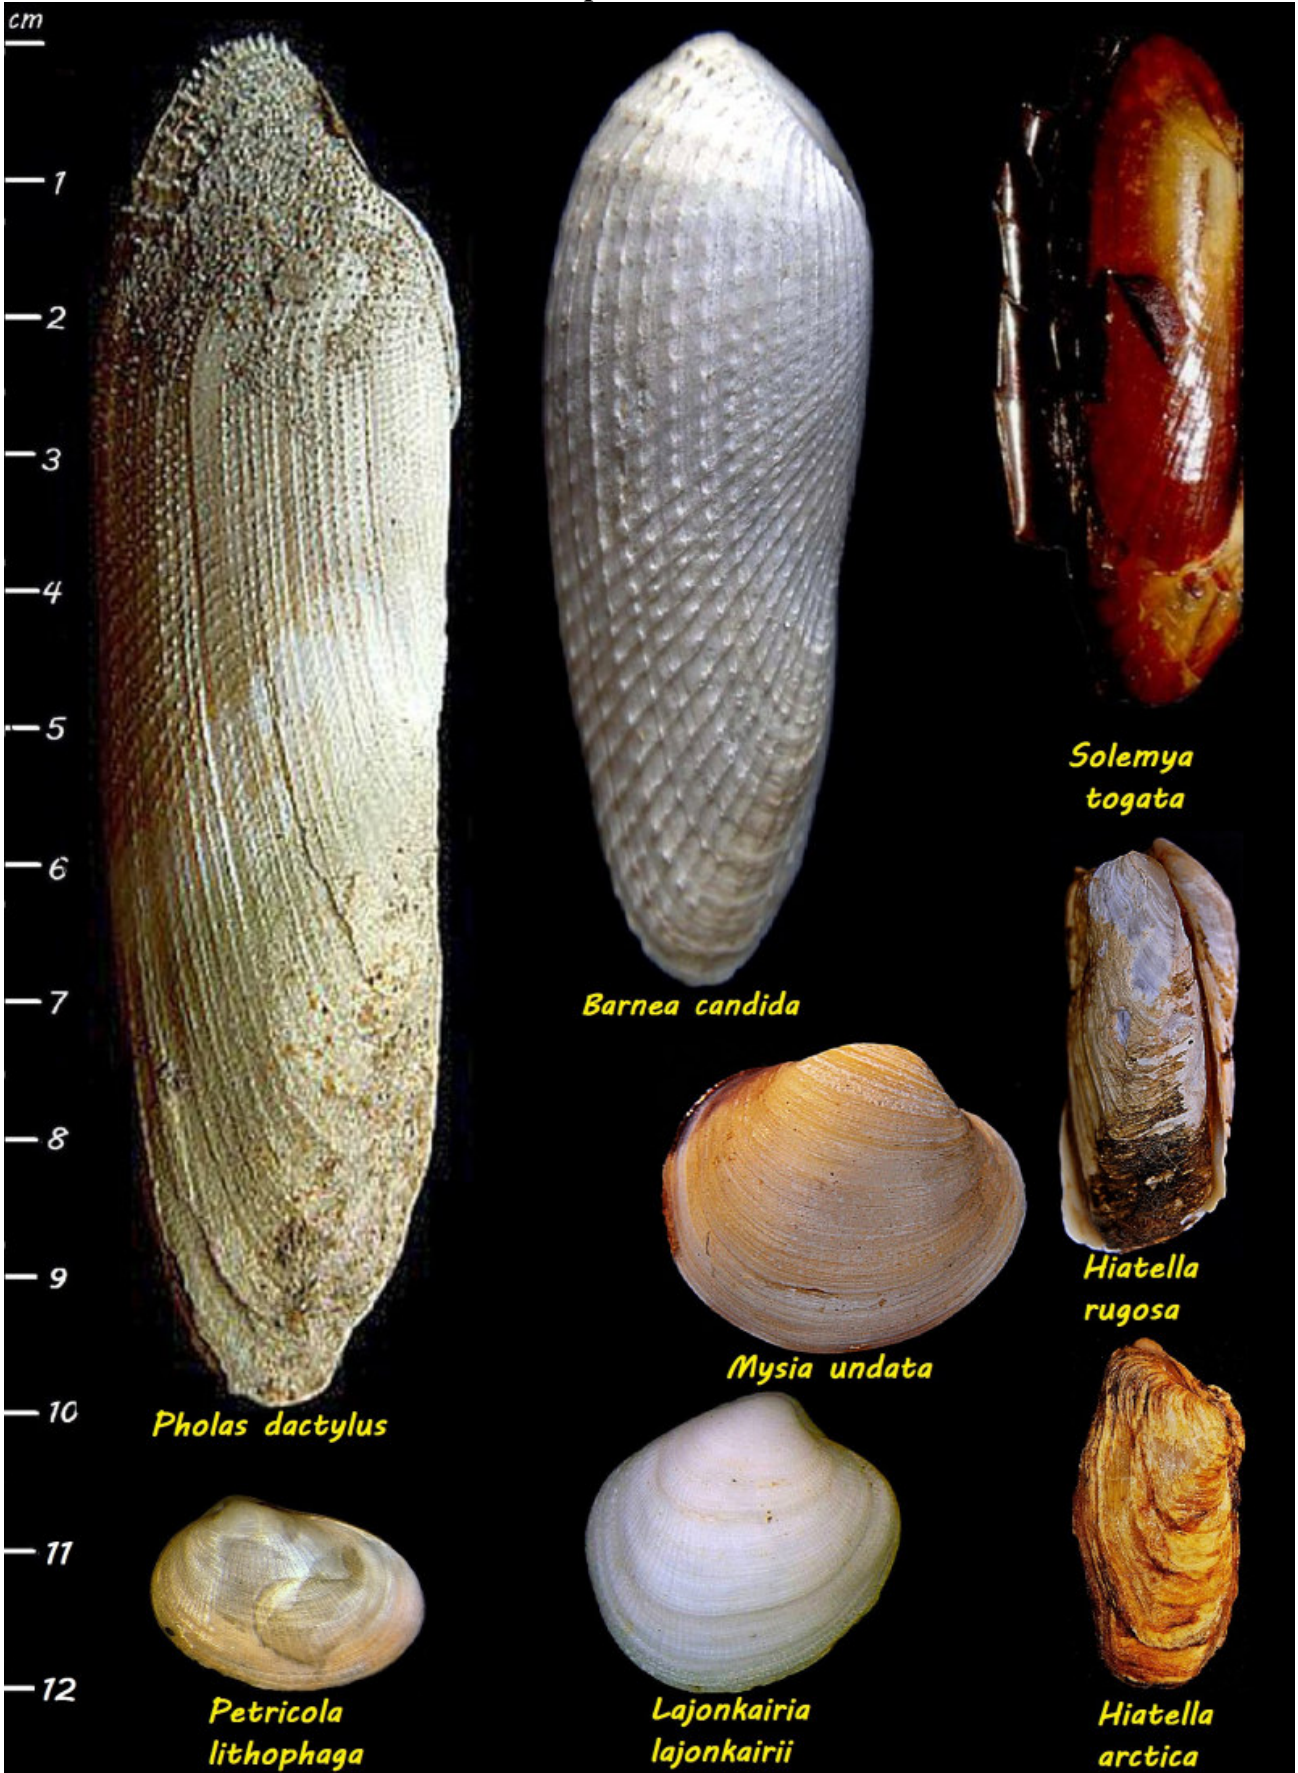 cm
1
2
3
4
5
Solemya
togata
6
7
Barnea candida
8
9
Hiatella
rugosa
Mysia undata
10
Pholas dactylus
11
12
Petricola
lithophaga
Lajonkairia
lajonkairii
Hiatella
arctica